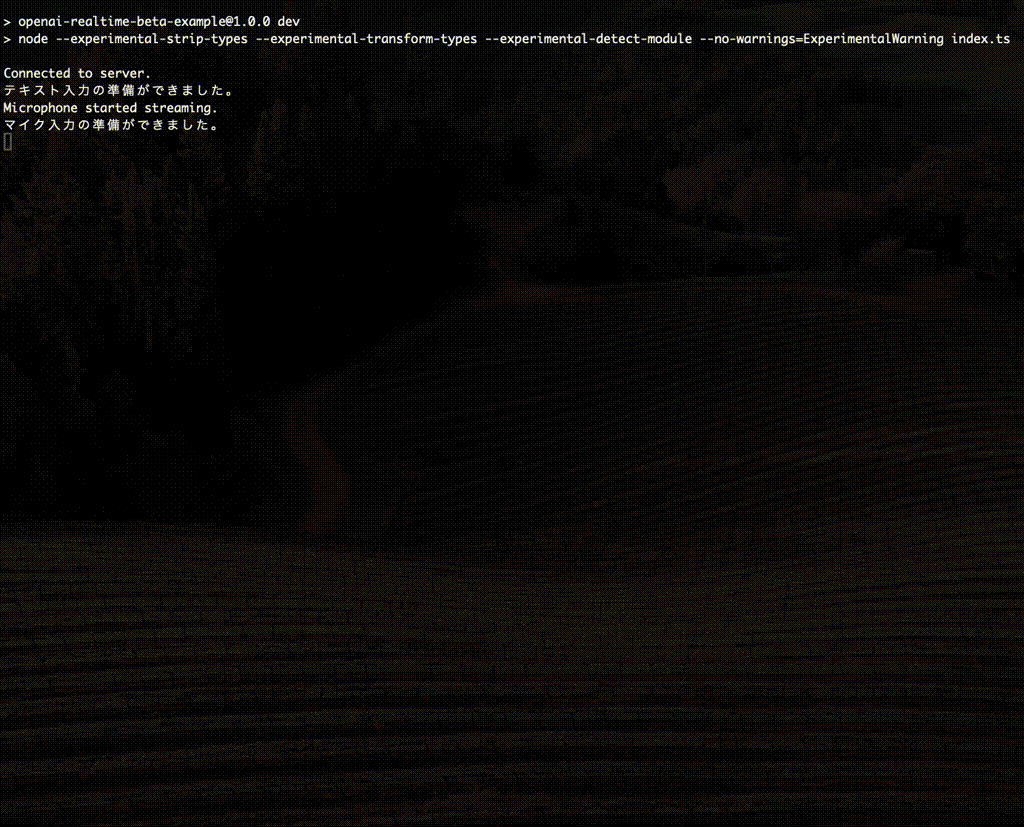 > openai-realtime-beta-example@1.0.0 dev
> node --experimental-strip-types --experimental-transform-types --experimental-detect-module --no-warnings=ExperimentalWarning index.ts
Connected to server.
テキスト入力の準備ができました。
Microphone started streaming.
マイク入力の準備ができました。